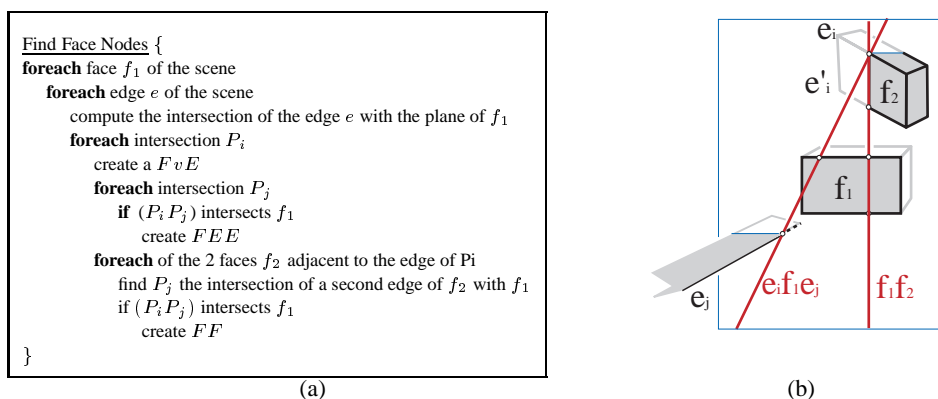 Find Face Nodes {
foreach face f₁ of the scene
foreach edge e of the scene
compute the intersection of the edge e with the plane of f₁
foreach intersection Pᵢ
create a FvE
foreach intersection Pⱼ
if (PᵢPⱼ) intersects f₁
create FEE
foreach of the 2 faces f₂ adjacent to the edge of Pi
find Pⱼ the intersection of a second edge of f₂ with f₁
if (PᵢPⱼ) intersects f₁
create FF
}
(a)
eᵢ
e'ᵢ
f₂
f₁
eⱼ
eᵢf₁eⱼ
f₁f₂
(b)